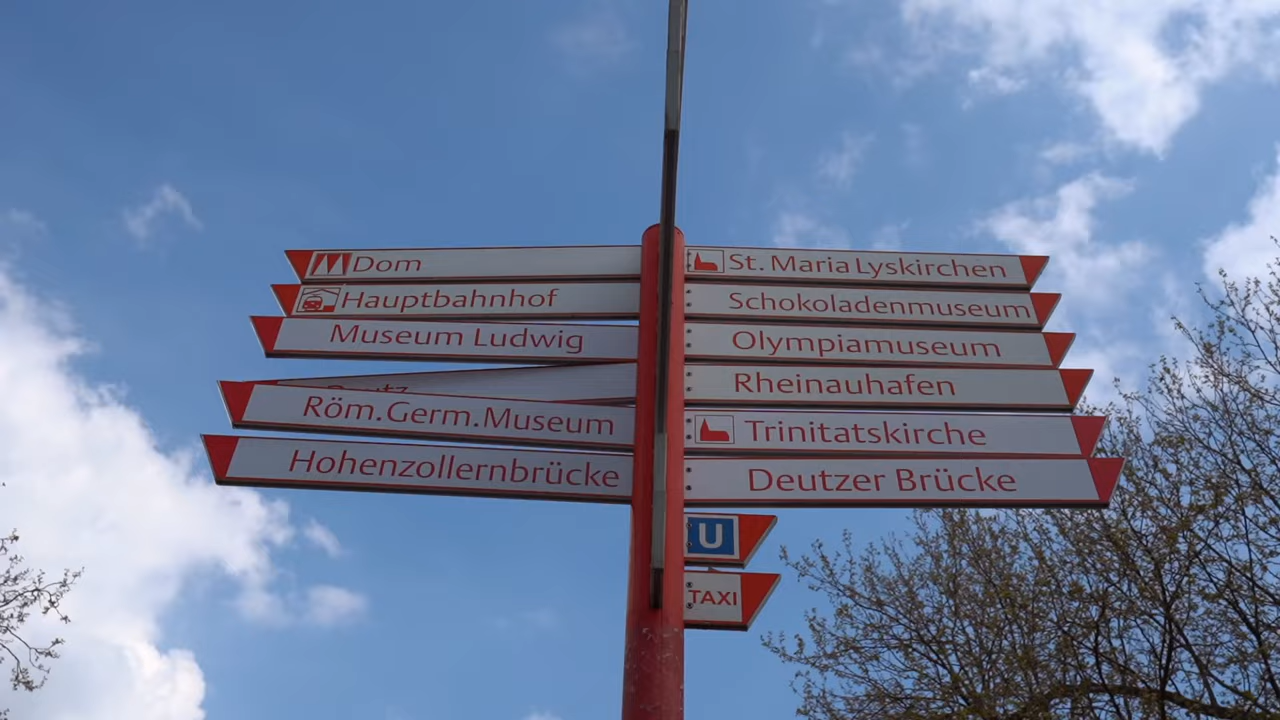 Dom
Hauptbahnhof
Museum Ludwig
Röm.Germ.Museum
Hohenzollernbrücke
St. Maria Lyskirchen
Schokoladenmuseum
Olympiamuseum
Rheinauhafen
Trinitatskirche
Deutzer Brücke
U
TAXI